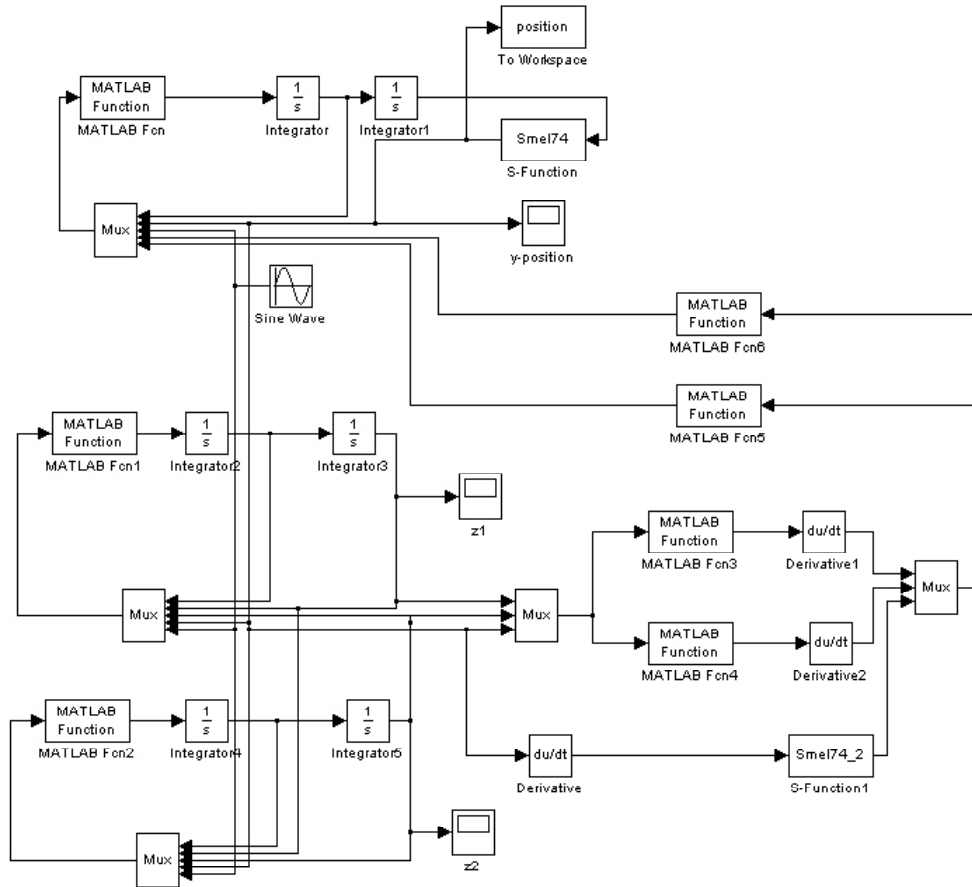 position
To Workspace
MATLAB
Function
MATLAB Fcn
1
s
Integrator
1
s
Integrator1
Smel74
S-Function
Mux
y-position
Sine Wave
MATLAB
Function
MATLAB Fcn6
MATLAB
Function
MATLAB Fcn5
MATLAB
Function
MATLAB Fcn1
1
s
Integrator2
1
s
Integrator3
z1
MATLAB
Function
MATLAB Fcn3
du/dt
Derivative1
Mux
Mux
Mux
MATLAB
Function
MATLAB Fcn4
du/dt
Derivative2
MATLAB
Function
MATLAB Fcn2
1
s
Integrator4
1
s
Integrator5
du/dt
Derivative
Smel74_2
S-Function1
Mux
z2